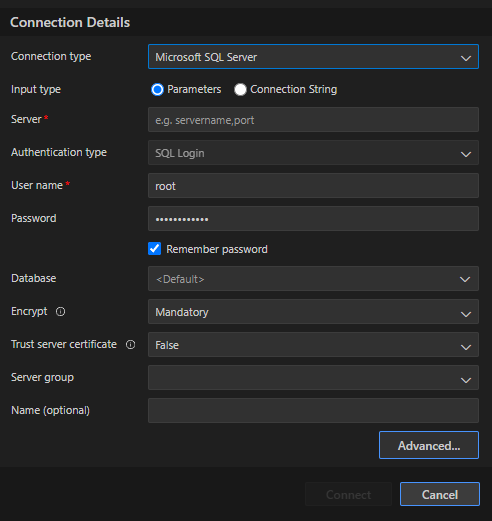 Connection Details
Connection type Microsoft SQL Server
Input type Parameters Connection String
Server* e.g. servername,port
Authentication type SQL Login
User name* root
Password ••••••••••••
Remember password
Database <Default>
Encrypt Mandatory
Trust server certificate False
Server group
Name (optional)
Advanced...
Connect Cancel